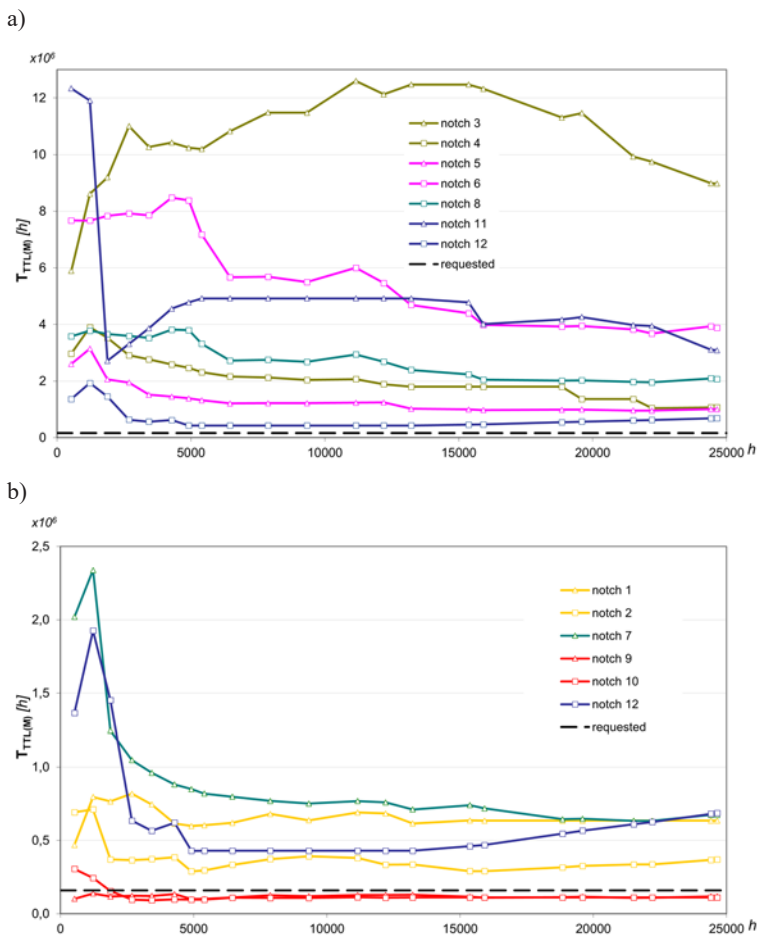 a)
x10⁶
12
10
8
6
4
2
0
T_TTL(M) [h]
notch 3
notch 4
notch 5
notch 6
notch 8
notch 11
notch 12
requested
0 5000 10000 15000 20000 25000 h
b)
x10⁶
2,5
2,0
1,5
1,0
0,5
0,0
T_TTL(M) [h]
notch 1
notch 2
notch 7
notch 9
notch 10
notch 12
requested
0 5000 10000 15000 20000 25000 h